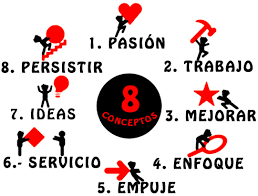 1. PASIÓN
8. PERSISTIR
2. TRABAJO
7. IDEAS
8
CONCEPTOS
3. MEJORAR
6.- SERVICIO
4. ENFOQUE
5. EMPUJE